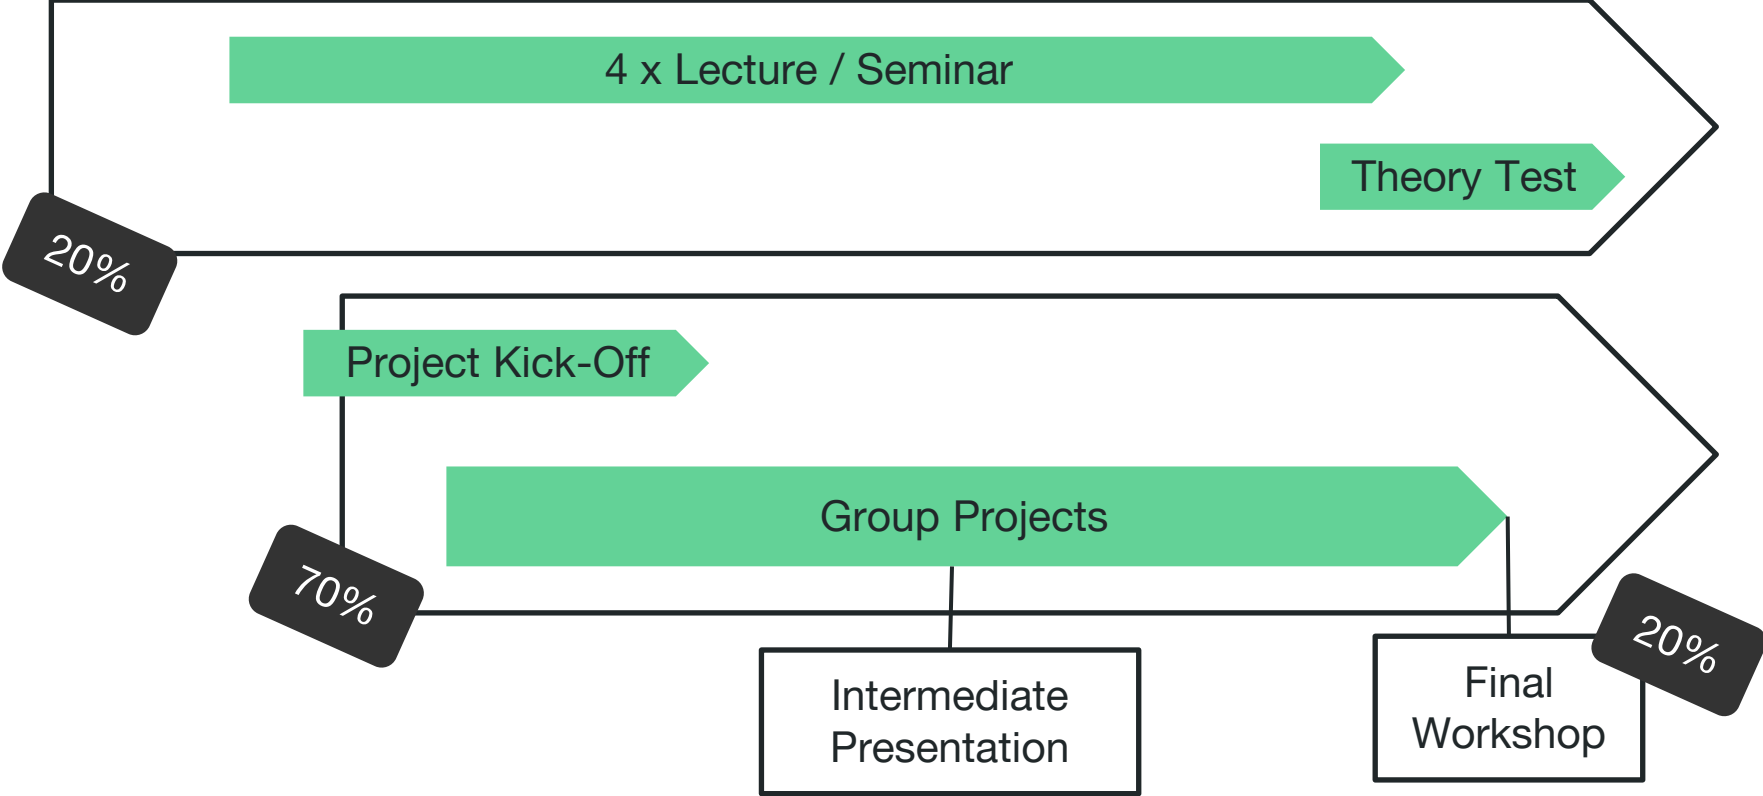 4 x Lecture / Seminar
Theory Test
20%
Project Kick-Off
Group Projects
70%
20%
Intermediate
Presentation
Final
Workshop